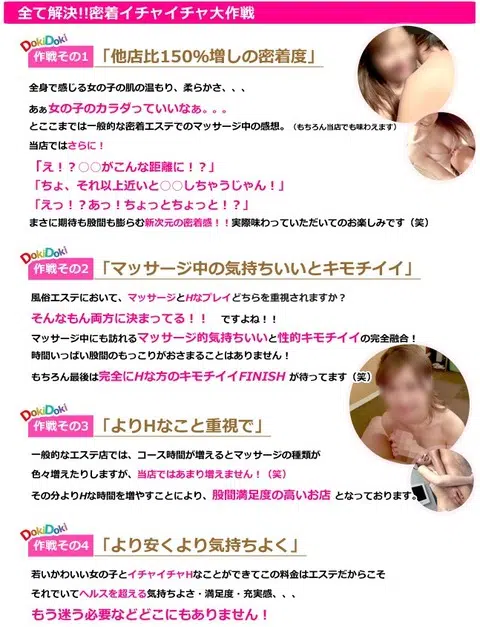 全て解決!!密着イチャイチャ大作戦
DokiDoki
作戦その1 「他店比150%増しの密着度」
全身で感じる女の子の肌の温もり、柔らかさ、、、
あぁ女の子のカラダっていいなぁ。。。
とここまでは一般的な密着エステでのマッサージ中の感想。(もちろん当店でも味わえます)
当店ではさらに！
「え！？〇〇がこんな距離に！？」
「ちょ、それ以上近いと〇〇しちゃうじゃん！」
「えっ！？あっ！ちょっとちょっと！？」
まさに期待も股間も膨らむ新次元の密着感！！実際味わっていただいてのお楽しみです（笑）
DokiDoki
作戦その2 「マッサージ中の気持ちいいとキモチイイ」
風俗エステにおいて、マッサージとHなプレイどちらを重視されますか？
そんなもん両方に決まってる！！ ですよね！！
マッサージ中にも訪れるマッサージ的気持ちいいと性的キモチイイの完全融合！
時間いっぱい股間のもっこりがおさまることはありません！
もちろん最後は完全にHな方のキモチイイFINISH が待ってます（笑）
DokiDoki
作戦その3 「よりHなこと重視で」
一般的なエステ店では、コース時間が増えるとマッサージの種類が
色々増えたりしますが、当店ではあまり増えません！（笑）
その分よりHな時間を増やすことにより、股間満足度の高いお店 となっております。
DokiDoki
作戦その4 「より安くより気持ちよく」
若いかわいい女の子とイチャイチャHなことができてこの料金はエステだからこそ
それでいてヘルスを超える気持ちよさ・満足度・充実感、、、
もう迷う必要などどこにもありません！